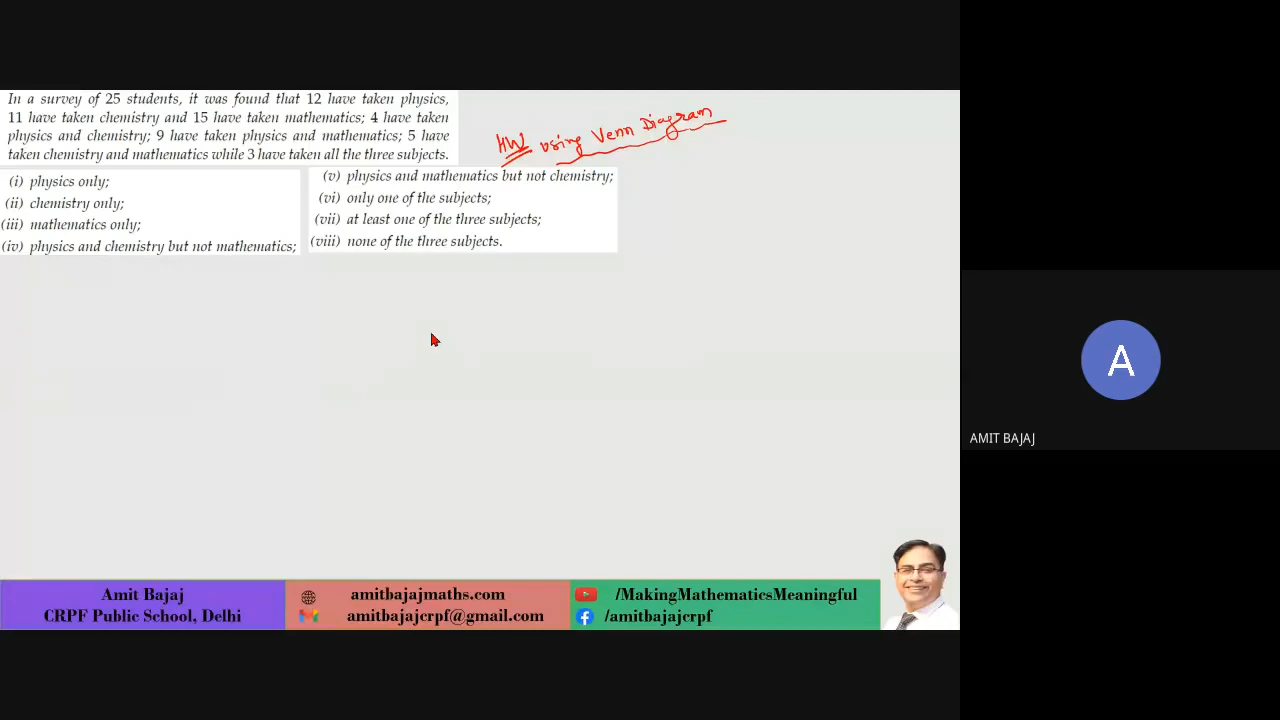 In a survey of 25 students, it was found that 12 have taken physics,
11 have taken chemistry and 15 have taken mathematics; 4 have taken
physics and chemistry; 9 have taken physics and mathematics; 5 have
taken chemistry and mathematics while 3 have taken all the three subjects.
HW using Venn Diagram
(i) physics only;
(ii) chemistry only;
(iii) mathematics only;
(iv) physics and chemistry but not mathematics;
(v) physics and mathematics but not chemistry;
(vi) only one of the subjects;
(vii) at least one of the three subjects;
(viii) none of the three subjects.
A
AMIT BAJAJ
Amit Bajaj
CRPF Public School, Delhi
amitbajajmaths.com
amitbajajcrpf@gmail.com
/MakingMathematicsMeaningful
/amitbajajcrpf